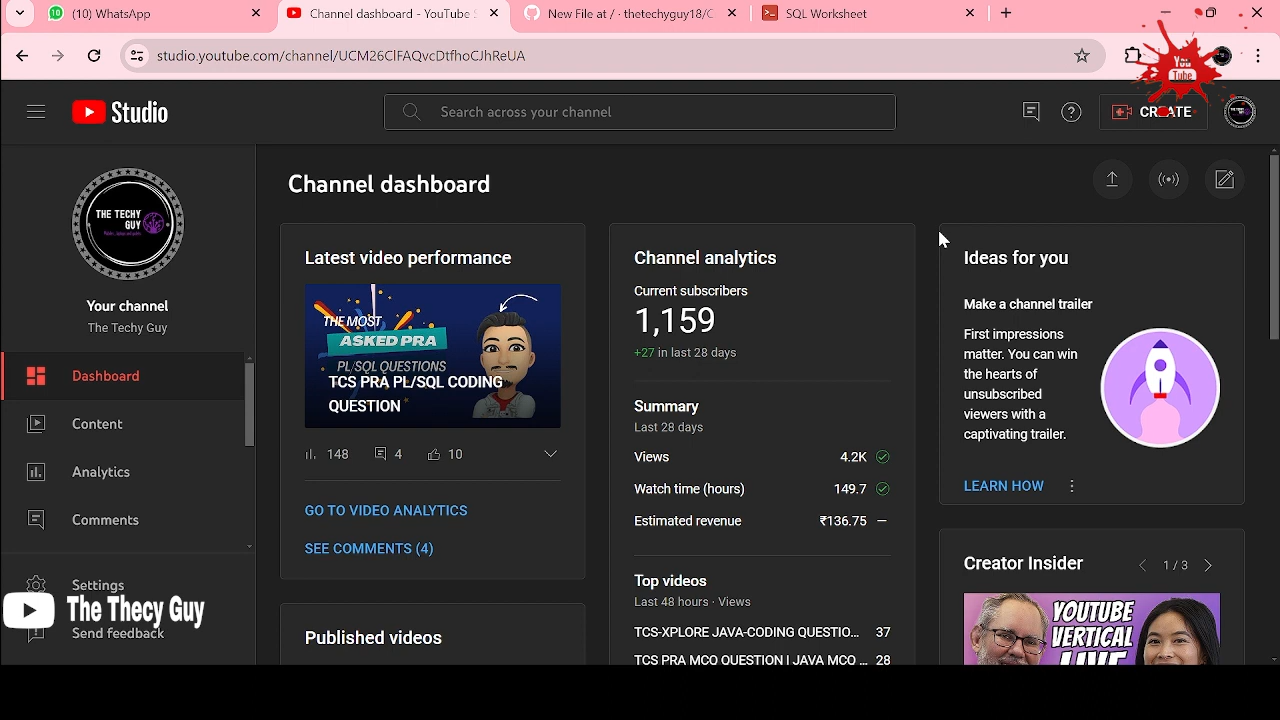 (10) WhatsApp
Channel dashboard - YouTube S
New File at / · thetechyguy18/C
SQL Worksheet
studio.youtube.com/channel/UCM26ClFAQvcDtfhoCJhReUA
You
Tube
Studio
Search across your channel
CREATE
THE TECHY
GUY
Your channel
The Techy Guy
Dashboard
Content
Analytics
Comments
Settings
The Thecy Guy
Send feedback
Channel dashboard
Latest video performance
THE MOST
ASKED PRA
PL/SQL QUESTIONS
TCS PRA PL/SQL CODING
QUESTION
148 4 10
GO TO VIDEO ANALYTICS
SEE COMMENTS (4)
Published videos
Channel analytics
Current subscribers
1,159
+27 in last 28 days
Summary
Last 28 days
Views 4.2K
Watch time (hours) 149.7
Estimated revenue ₹136.75 —
Top videos
Last 48 hours · Views
TCS-XPLORE JAVA-CODING QUESTIO... 37
TCS PRA MCQ QUESTION | JAVA MCQ ... 28
Ideas for you
Make a channel trailer
First impressions
matter. You can win
the hearts of
unsubscribed
viewers with a
captivating trailer.
LEARN HOW
Creator Insider
1 / 3
YOUTUBE
VERTICAL
LIVE